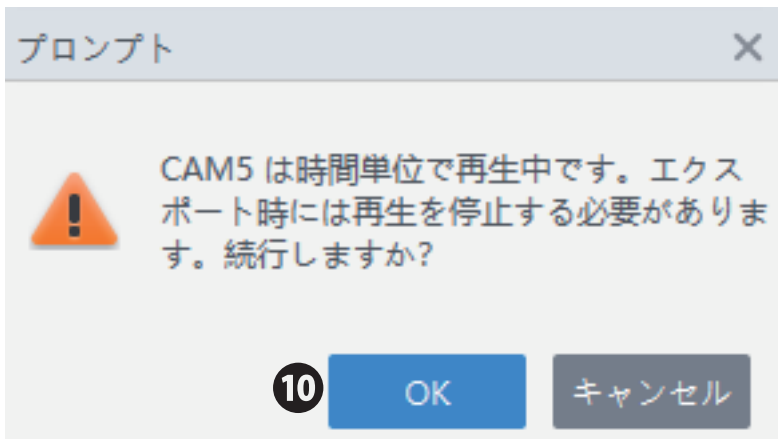 プロンプト
CAM5 は時間単位で再生中です。エクス
ポート時には再生を停止する必要がありま
す。続行しますか?
10 OK キャンセル